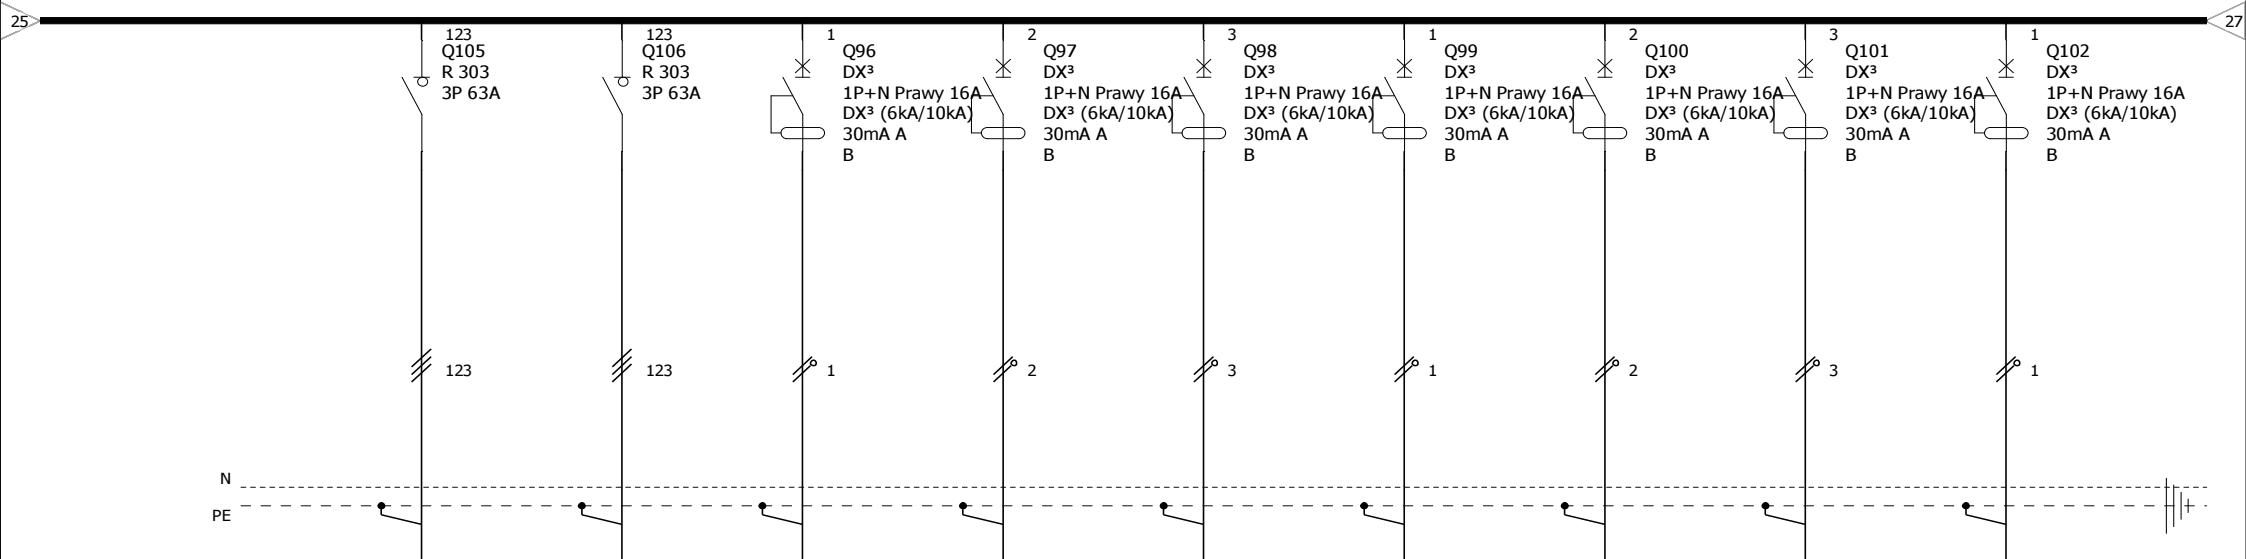 25
27
123
Q105
R 303
3P 63A
123
Q106
R 303
3P 63A
1
Q96
DX³
1P+N Prawy 16A
DX³ (6kA/10kA)
30mA A
B
2
Q97
DX³
1P+N Prawy 16A
DX³ (6kA/10kA)
30mA A
B
3
Q98
DX³
1P+N Prawy 16A
DX³ (6kA/10kA)
30mA A
B
1
Q99
DX³
1P+N Prawy 16A
DX³ (6kA/10kA)
30mA A
B
2
Q100
DX³
1P+N Prawy 16A
DX³ (6kA/10kA)
30mA A
B
3
Q101
DX³
1P+N Prawy 16A
DX³ (6kA/10kA)
30mA A
B
1
Q102
DX³
1P+N Prawy 16A
DX³ (6kA/10kA)
30mA A
B
123
123
1
2
3
1
2
3
1
N
PE